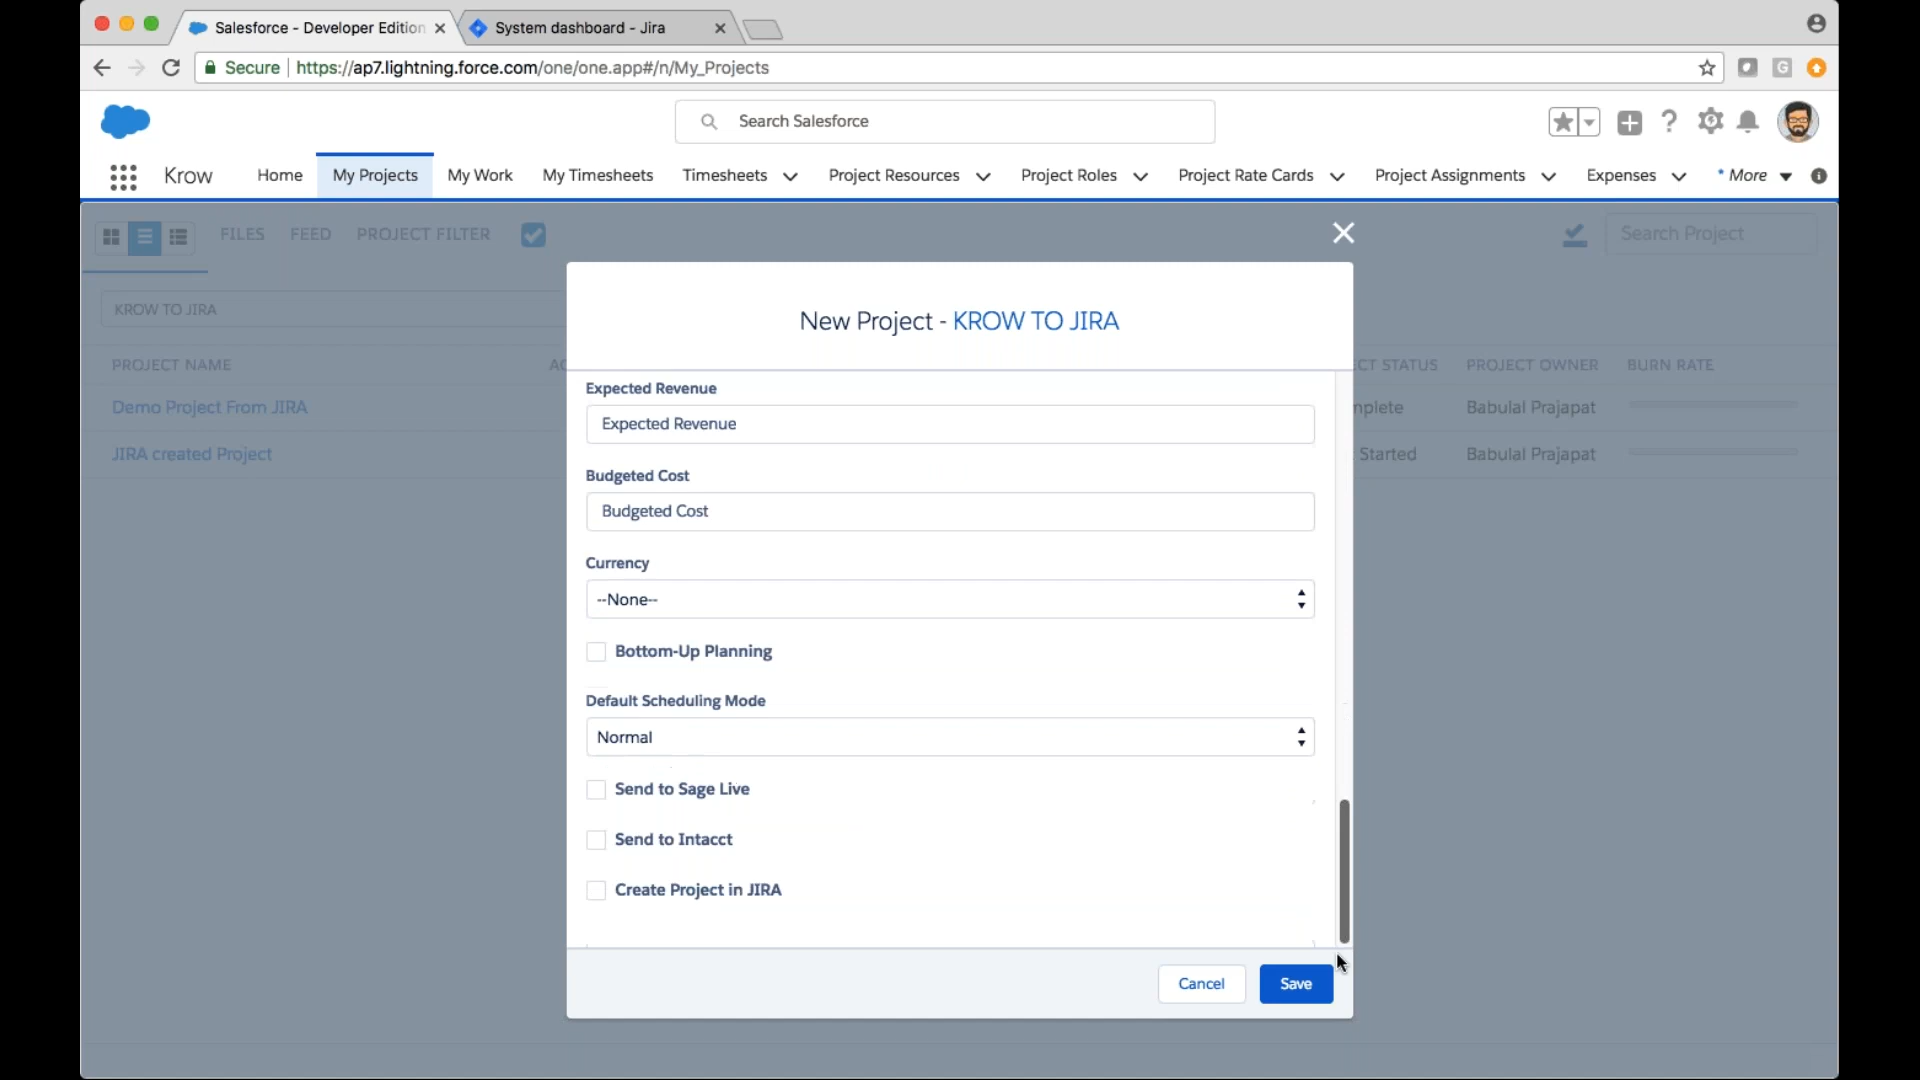 Salesforce - Developer Edition
System dashboard - Jira
Secure https://ap7.lightning.force.com/one/one.app#/n/My_Projects
Search Salesforce
Krow Home My Projects My Work My Timesheets Timesheets Project Resources Project Roles Project Rate Cards Project Assignments Expenses * More
FILES FEED PROJECT FILTER Search Project
KROW TO JIRA
PROJECT NAME PROJECT OWNER BURN RATE
Demo Project From JIRA Babulal Prajapat
JIRA created Project Started Babulal Prajapat
New Project - KROW TO JIRA
Expected Revenue
Expected Revenue
Budgeted Cost
Budgeted Cost
Currency
--None--
Bottom-Up Planning
Default Scheduling Mode
Normal
Send to Sage Live
Send to Intacct
Create Project in JIRA
Cancel Save